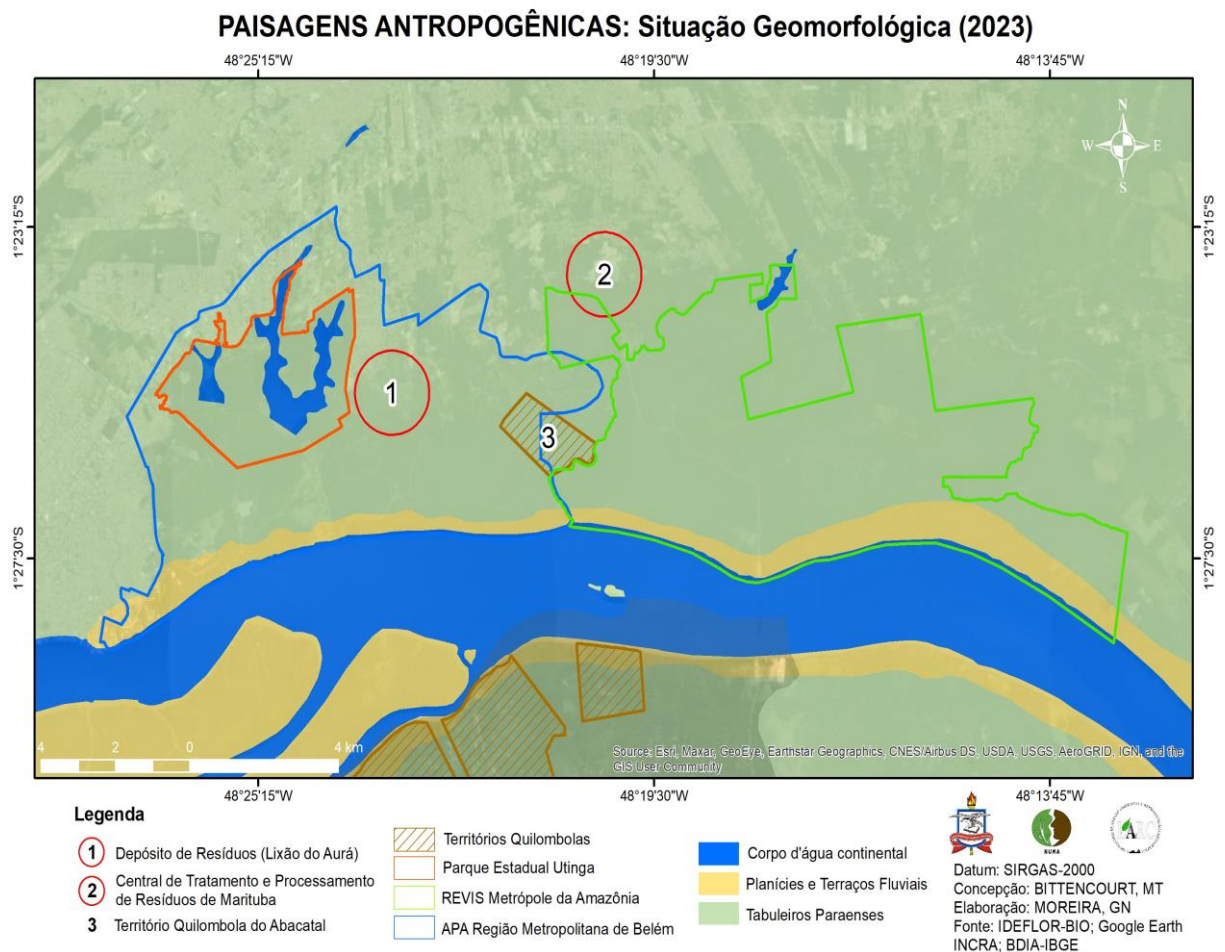 PAISAGENS ANTROPOGÊNICAS: Situação Geomorfológica (2023)
48°25'15"W
48°19'30"W
48°13'45"W
N
W
E
S
1°23'15"S
1°23'15"S
2
1
3
1°27'30"S
1°27'30"S
4 2 0 4 km
Source: Esri, Maxar, GeoEye, Earthstar Geographics, CNES/Airbus DS, USDA, USGS, AeroGRID, IGN, and the
GIS User Community
48°25'15"W
48°19'30"W
48°13'45"W
Legenda
1 Depósito de Resíduos (Lixão do Aurá)
2 Central de Tratamento e Processamento
de Resíduos de Marituba
3 Território Quilombola do Abacatal
Territórios Quilombolas
Parque Estadual Utinga
REVIS Metrópole da Amazônia
APA Região Metropolitana de Belém
Corpo d'água continental
Planícies e Terraços Fluviais
Tabuleiros Paraenses
NUMA
Datum: SIRGAS-2000
Concepção: BITTENCOURT, MT
Elaboração: MOREIRA, GN
Fonte: IDEFLOR-BIO; Google Earth
INCRA; BDIA-IBGE